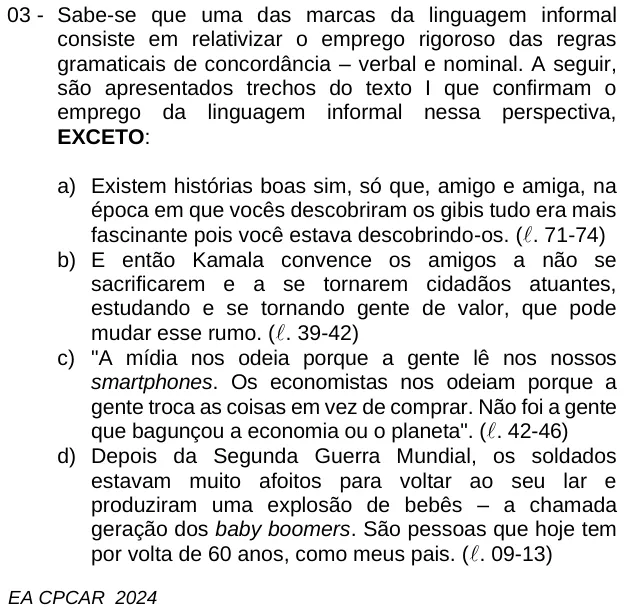 03 - Sabe-se que uma das marcas da linguagem informal
consiste em relativizar o emprego rigoroso das regras
gramaticais de concordância – verbal e nominal. A seguir,
são apresentados trechos do texto I que confirmam o
emprego da linguagem informal nessa perspectiva,
EXCETO:
a) Existem histórias boas sim, só que, amigo e amiga, na
época em que vocês descobriram os gibis tudo era mais
fascinante pois você estava descobrindo-os. (ℓ. 71-74)
b) E então Kamala convence os amigos a não se
sacrificarem e a se tornarem cidadãos atuantes,
estudando e se tornando gente de valor, que pode
mudar esse rumo. (ℓ. 39-42)
c) "A mídia nos odeia porque a gente lê nos nossos
smartphones. Os economistas nos odeiam porque a
gente troca as coisas em vez de comprar. Não foi a gente
que bagunçou a economia ou o planeta". (ℓ. 42-46)
d) Depois da Segunda Guerra Mundial, os soldados
estavam muito afoitos para voltar ao seu lar e
produziram uma explosão de bebês – a chamada
geração dos baby boomers. São pessoas que hoje tem
por volta de 60 anos, como meus pais. (ℓ. 09-13)
EA CPCAR 2024